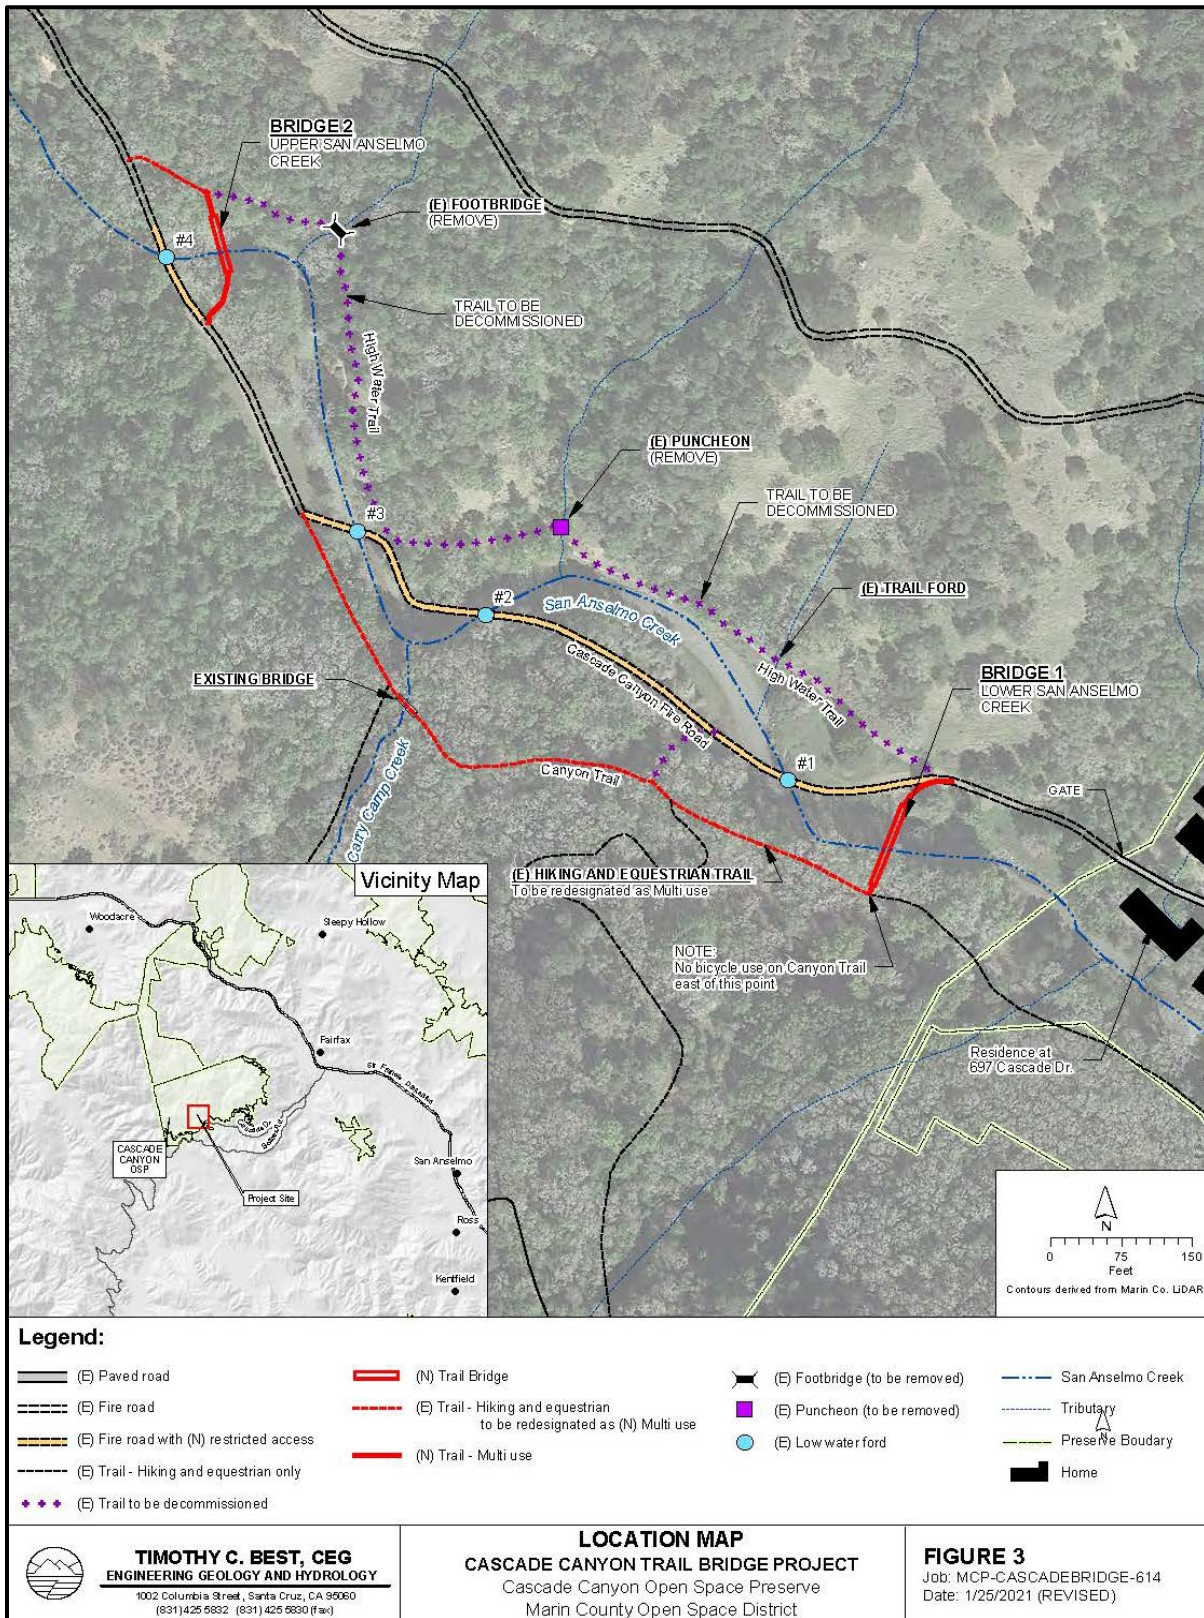 BRIDGE 2
UPPER SAN ANSELMO
CREEK
(E) FOOTBRIDGE
(REMOVE)
#4
TRAIL TO BE
DECOMMISSIONED
High Water Trail
(E) PUNCHEON
(REMOVE)
TRAIL TO BE
DECOMMISSIONED
#3
#2
San Anselmo Creek
(E) TRAIL FORD
EXISTING BRIDGE
Cascade Canyon Fire Road
High Water Trail
BRIDGE 1
LOWER SAN ANSELMO
CREEK
Canyon Trail
#1
GATE
Carry Camp Creek
(E) HIKING AND EQUESTRIAN TRAIL
To be redesignated as Multi use
NOTE:
No bicycle use on Canyon Trail
east of this point
Residence at
697 Cascade Dr.
Vicinity Map
Woodacre
Sleepy Hollow
Fairfax
Cascade Dr
CASCADE
CANYON
OSP
San Anselmo
Project Site
Ross
Kentfield
N
0 75 150
Feet
Contours derived from Marin Co. LiDAR
Legend:
(E) Paved road
(E) Fire road
(E) Fire road with (N) restricted access
(E) Trail - Hiking and equestrian only
(E) Trail to be decommissioned
(N) Trail Bridge
(E) Trail - Hiking and equestrian
to be redesignated as (N) Multi use
(N) Trail - Multi use
(E) Footbridge (to be removed)
(E) Puncheon (to be removed)
(E) Low water ford
San Anselmo Creek
Tributary
N
Preserve Boudary
Home
TIMOTHY C. BEST, CEG
ENGINEERING GEOLOGY AND HYDROLOGY
1002 Columbia Street, Santa Cruz, CA 95060
(831) 425 5832 (831) 425 5830 (fax)
LOCATION MAP
CASCADE CANYON TRAIL BRIDGE PROJECT
Cascade Canyon Open Space Preserve
Marin County Open Space District
FIGURE 3
Job: MCP-CASCADEBRIDGE-614
Date: 1/25/2021 (REVISED)